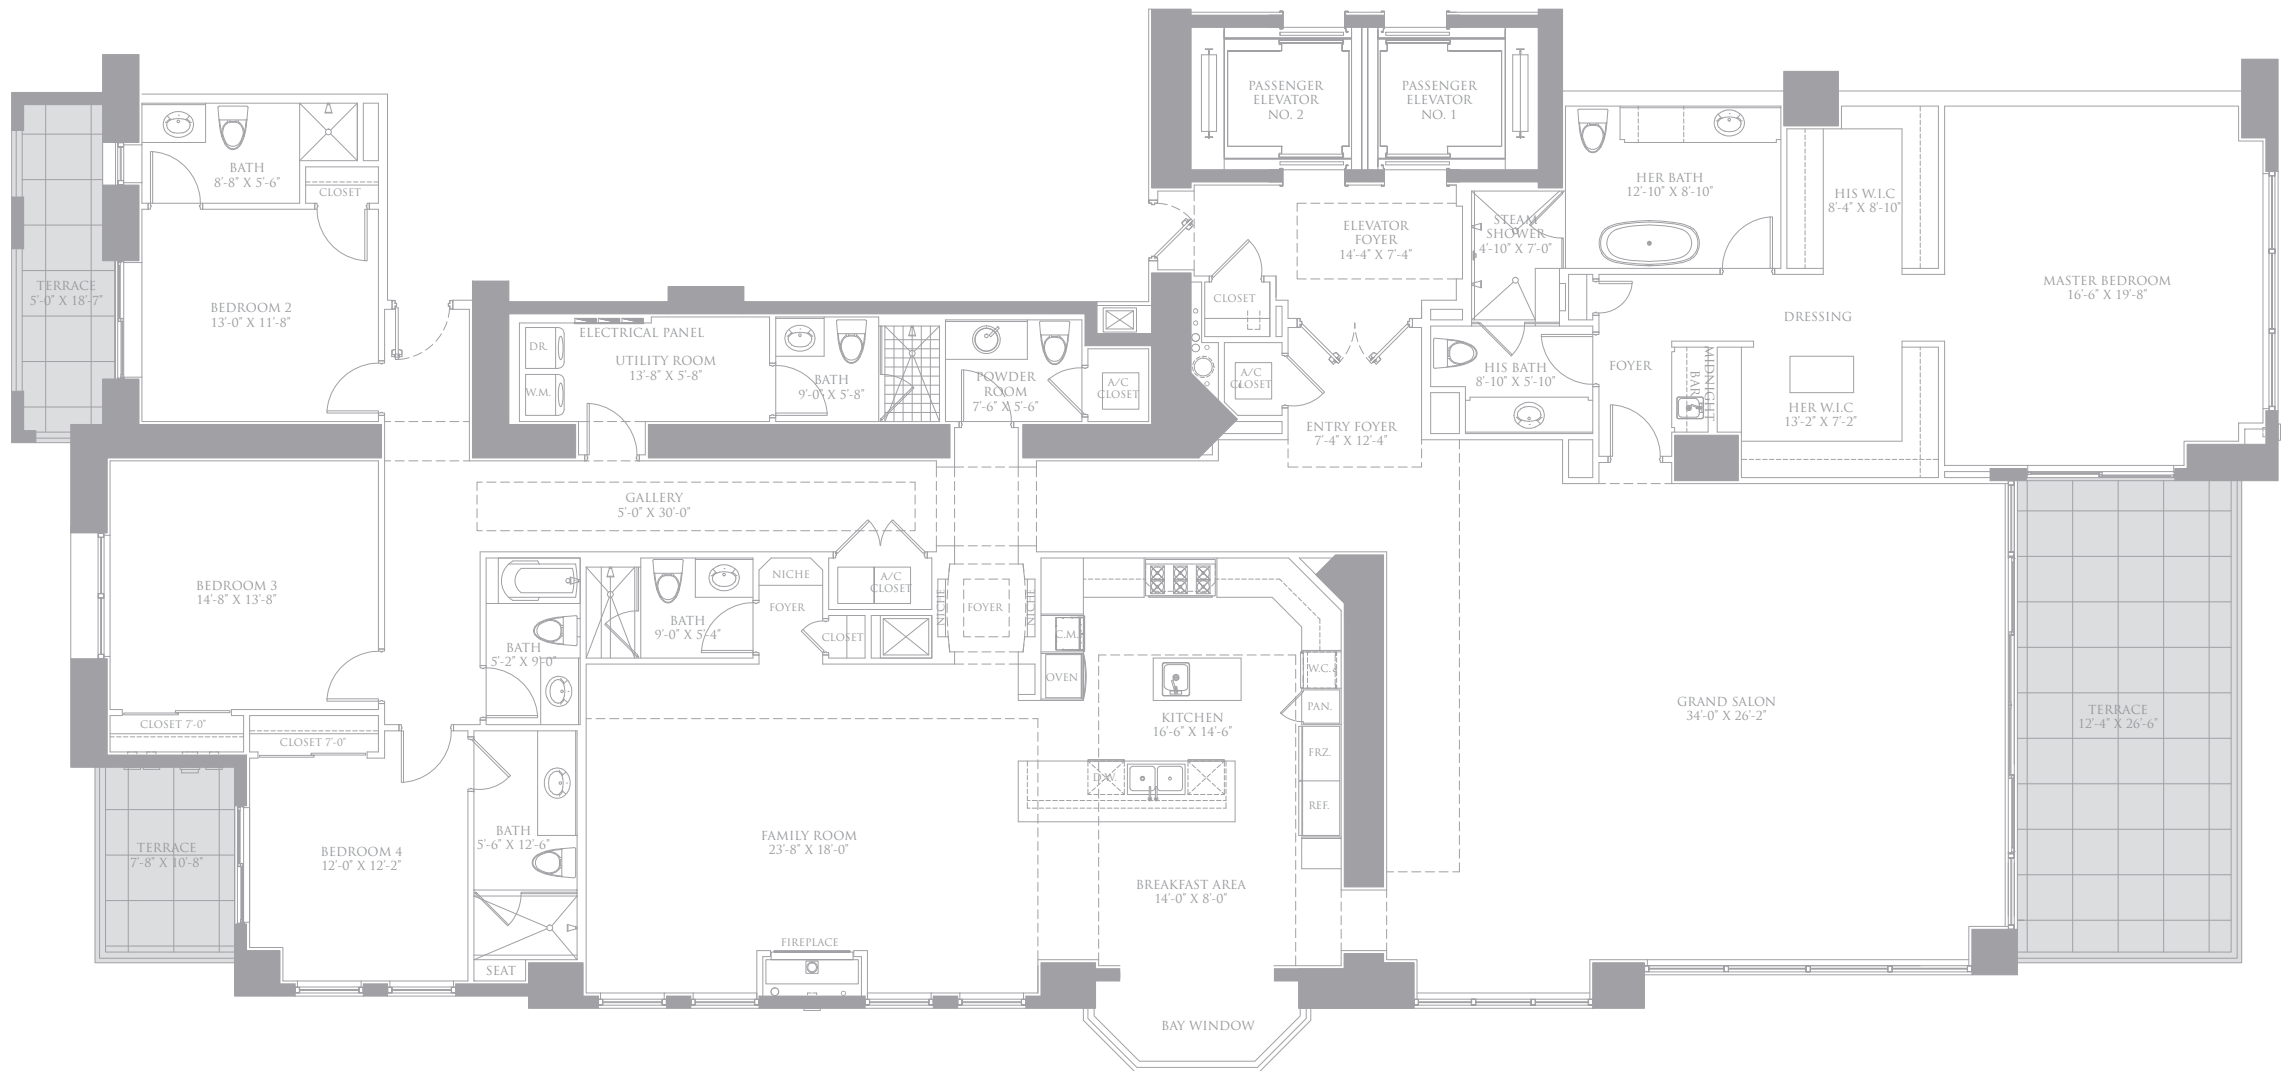 PASSENGER
ELEVATOR
NO. 2
PASSENGER
ELEVATOR
NO. 1
BATH
8'-8" X 5'-6"
CLOSET
HER BATH
12'-10" X 8'-10"
HIS W.I.C
8'-4" X 8'-10"
STEAM
SHOWER
4'-10" X 7'-0"
ELEVATOR
FOYER
14'-4" X 7'-4"
TERRACE
5'-0" X 18'-7"
BEDROOM 2
13'-0" X 11'-8"
MASTER BEDROOM
16'-6" X 19'-8"
CLOSET
DRESSING
ELECTRICAL PANEL
DR.
UTILITY ROOM
13'-8" X 5'-8"
W.M.
BATH
9'-0" X 5'-8"
POWDER
ROOM
7'-6" X 5'-6"
A/C
CLOSET
A/C
CLOSET
HIS BATH
8'-10" X 5'-10"
FOYER
MIDNIGHT
BAR
HER W.I.C
13'-2" X 7'-2"
ENTRY FOYER
7'-4" X 12'-4"
GALLERY
5'-0" X 30'-0"
BEDROOM 3
14'-8" X 13'-8"
NICHE
A/C
CLOSET
FOYER
NICHE
FOYER
NICHE
BATH
9'-0" X 5'-4"
CLOSET
C.M.
BATH
5'-2" X 9'-0"
OVEN
W.C.
PAN.
KITCHEN
16'-6" X 14'-6"
GRAND SALON
34'-0" X 26'-2"
TERRACE
12'-4" X 26'-6"
CLOSET 7'-0"
CLOSET 7'-0"
FRZ.
D.W.
REF.
TERRACE
7'-8" X 10'-8"
BEDROOM 4
12'-0" X 12'-2"
BATH
5'-6" X 12'-6"
FAMILY ROOM
23'-8" X 18'-0"
BREAKFAST AREA
14'-0" X 8'-0"
FIREPLACE
SEAT
BAY WINDOW